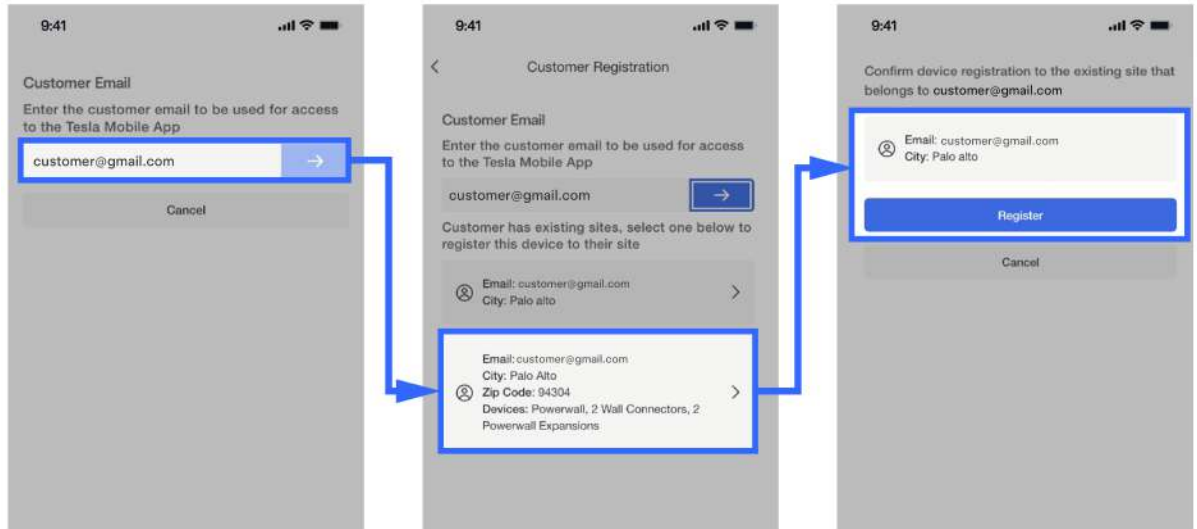 9:41
Customer Email
Enter the customer email to be used for access
to the Tesla Mobile App
customer@gmail.com
Cancel
9:41
Customer Registration
Customer Email
Enter the customer email to be used for access
to the Tesla Mobile App
customer@gmail.com
Customer has existing sites, select one below to
register this device to their site
Email: customer@gmail.com
City: Palo alto
Email: customer@gmail.com
City: Palo Alto
Zip Code: 94304
Devices: Powerwall, 2 Wall Connectors, 2
Powerwall Expansions
9:41
Confirm device registration to the existing site that
belongs to customer@gmail.com
Email: customer@gmail.com
City: Palo alto
Register
Cancel